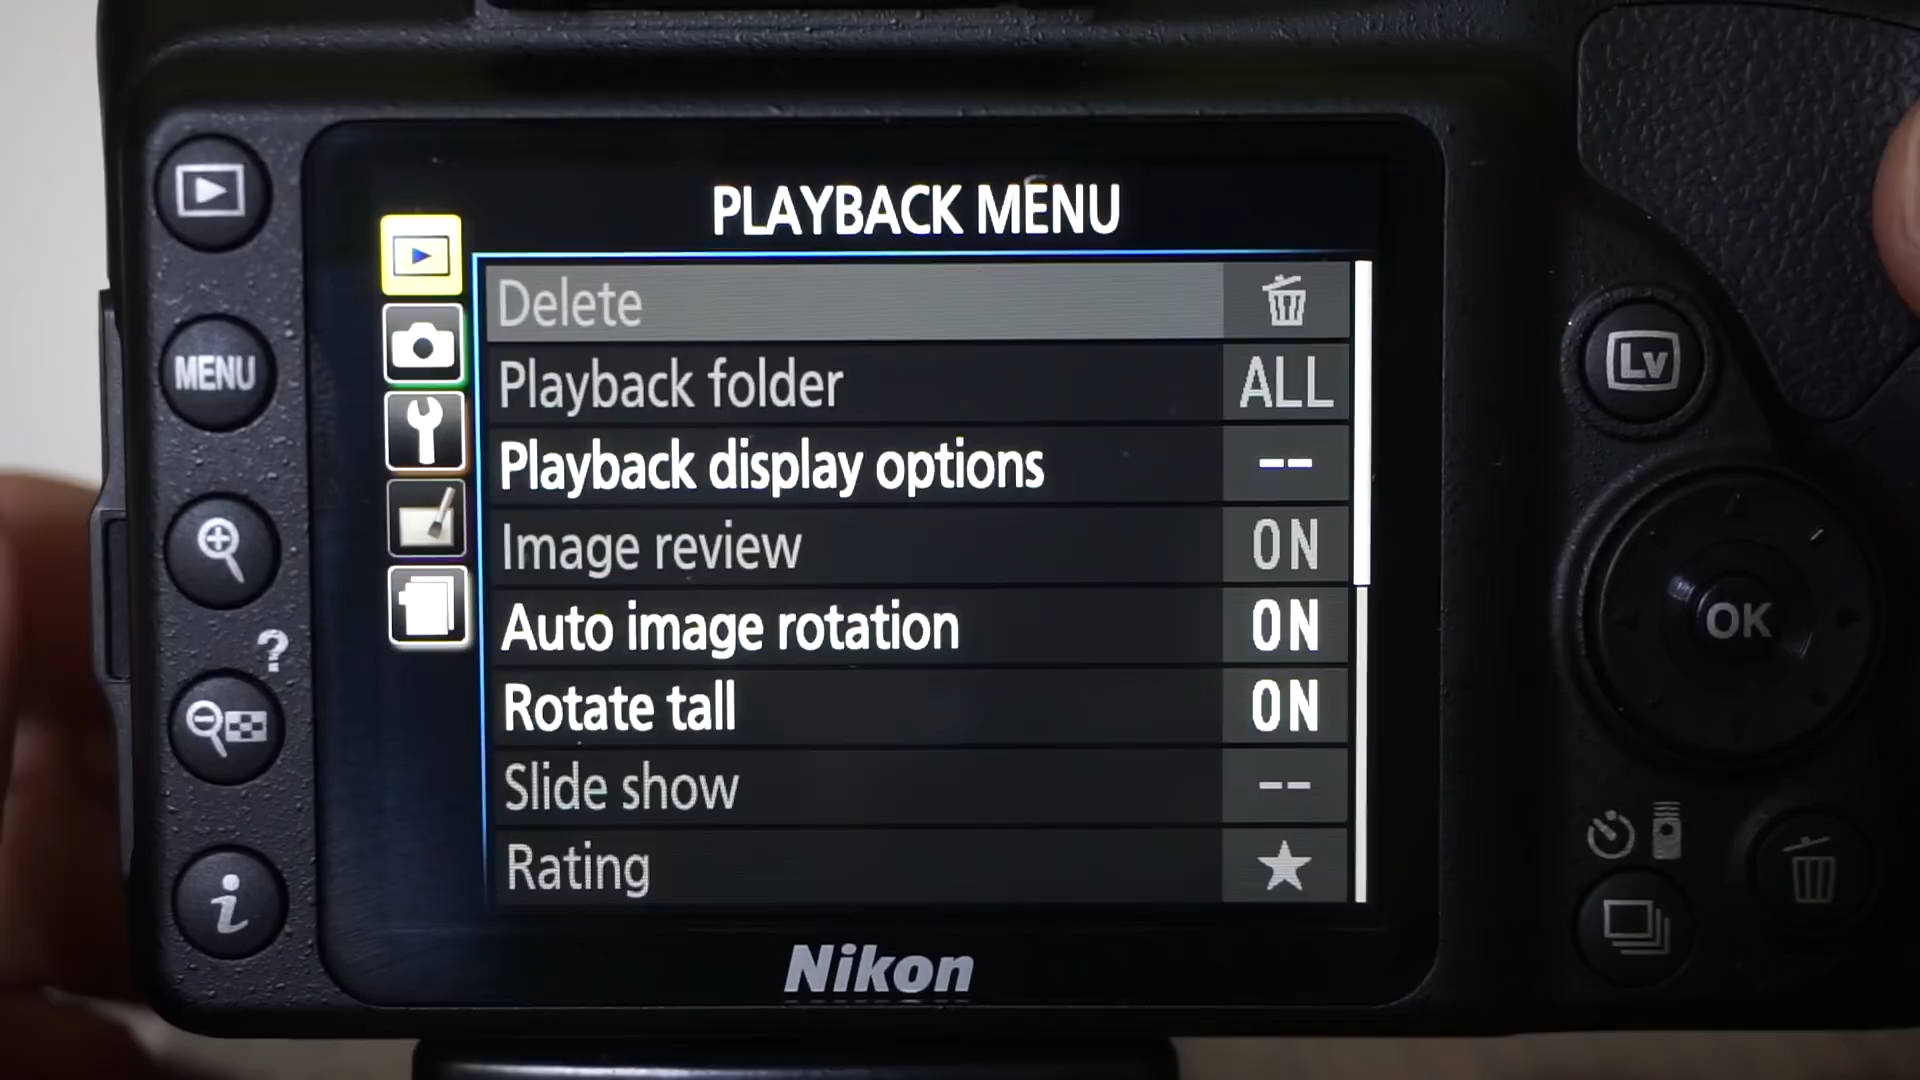 PLAYBACK MENU
Delete
Playback folder ALL
Playback display options --
Image review ON
Auto image rotation ON
Rotate tall ON
Slide show --
Rating
Nikon
MENU
?
i
Lv
OK